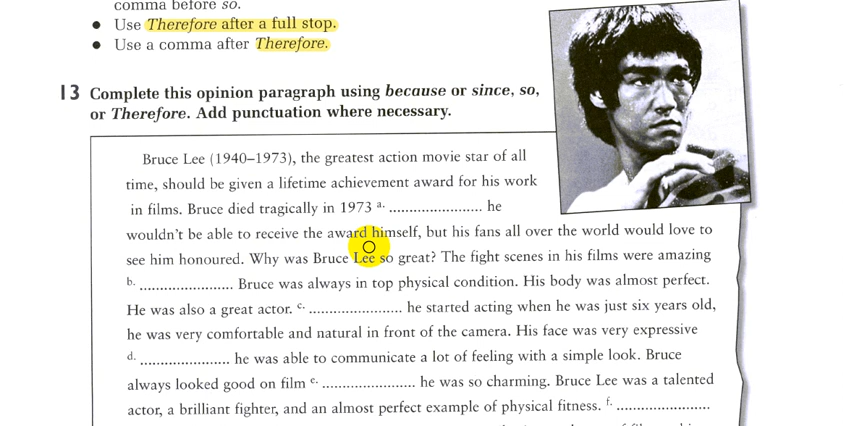 comma before so.
• Use Therefore after a full stop.
• Use a comma after Therefore.
13 Complete this opinion paragraph using because or since, so,
or Therefore. Add punctuation where necessary.
Bruce Lee (1940–1973), the greatest action movie star of all
time, should be given a lifetime achievement award for his work
in films. Bruce died tragically in 1973 a. ....................... he
wouldn't be able to receive the award himself, but his fans all over the world would love to
see him honoured. Why was Bruce Lee so great? The fight scenes in his films were amazing
b. ....................... Bruce was always in top physical condition. His body was almost perfect.
He was also a great actor. c. ....................... he started acting when he was just six years old,
he was very comfortable and natural in front of the camera. His face was very expressive
d. ....................... he was able to communicate a lot of feeling with a simple look. Bruce
always looked good on film e. ....................... he was so charming. Bruce Lee was a talented
actor, a brilliant fighter, and an almost perfect example of physical fitness. f. .......................